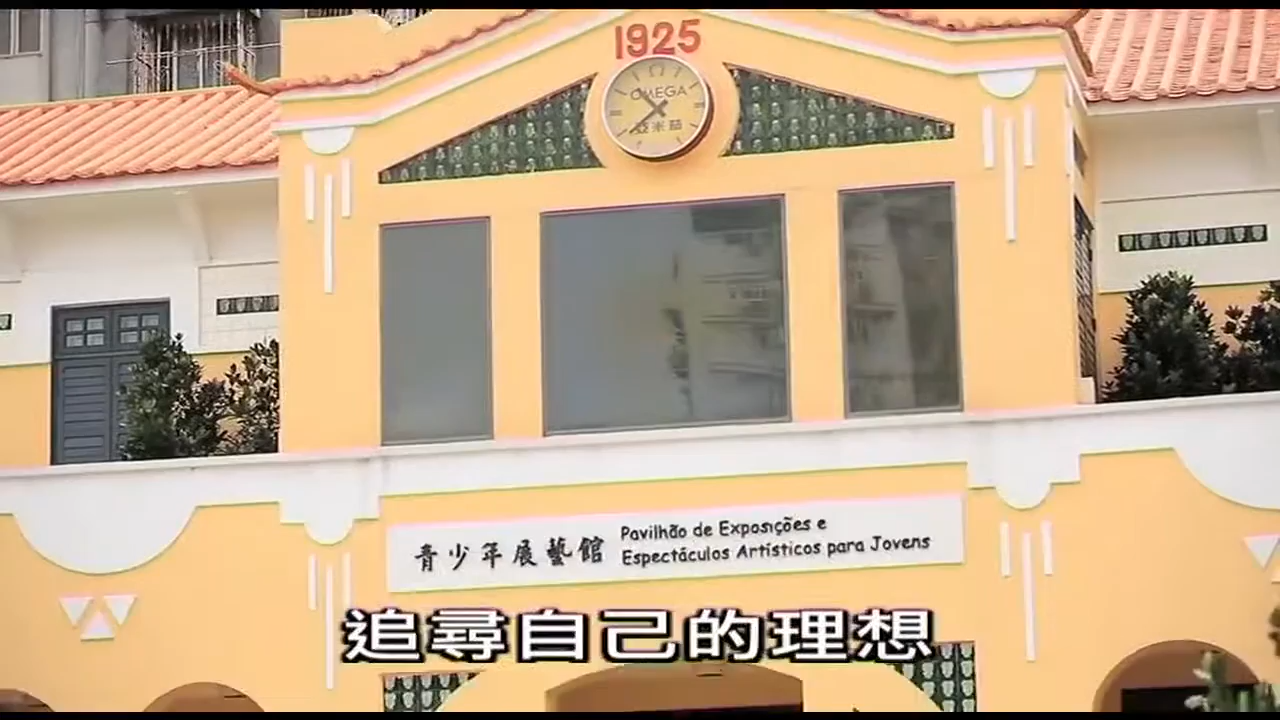 1925
OMEGA
亞米茄
青少年展藝館
Pavilhão de Exposições e
Espectáculos Artísticos para Jovens
追尋自己的理想